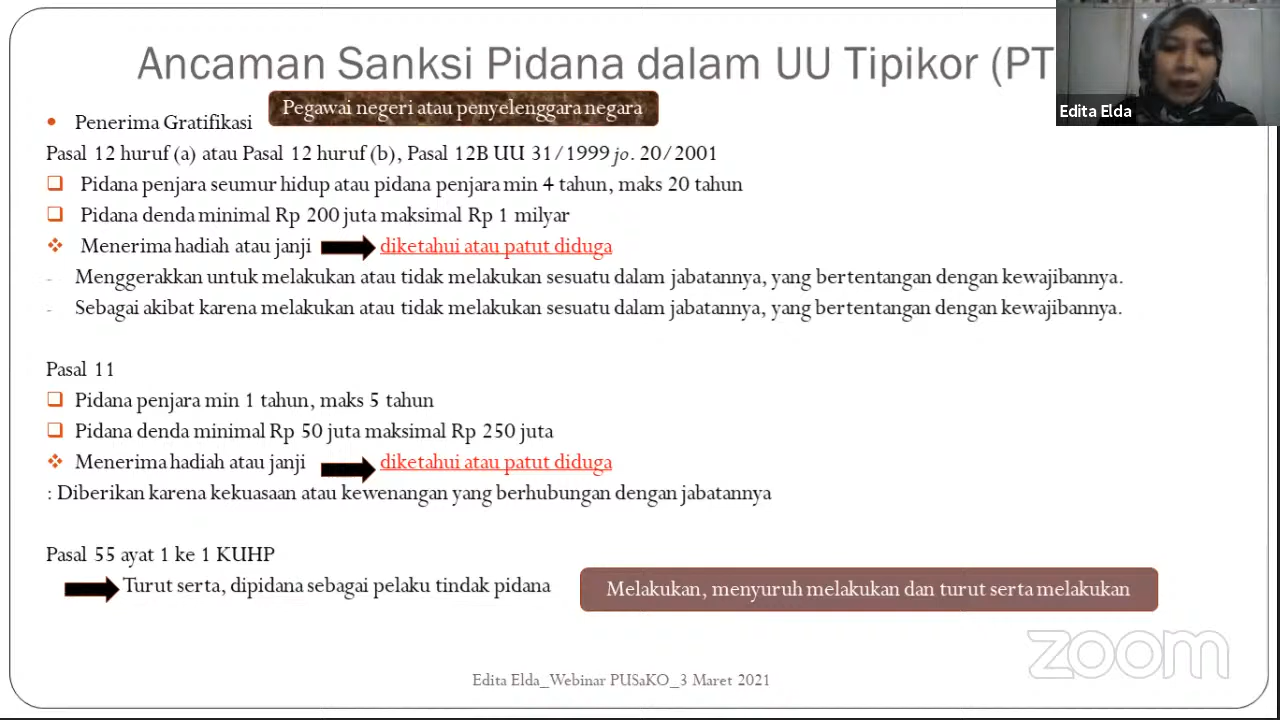 Ancaman Sanksi Pidana dalam UU Tipikor (PT
Edita Elda
Pegawai negeri atau penyelenggara negara
• Penerima Gratifikasi
Pasal 12 huruf (a) atau Pasal 12 huruf (b), Pasal 12B UU 31/1999 jo. 20/2001
❑ Pidana penjara seumur hidup atau pidana penjara min 4 tahun, maks 20 tahun
❑ Pidana denda minimal Rp 200 juta maksimal Rp 1 milyar
❖ Menerima hadiah atau janji diketahui atau patut diduga
- Menggerakkan untuk melakukan atau tidak melakukan sesuatu dalam jabatannya, yang bertentangan dengan kewajibannya.
- Sebagai akibat karena melakukan atau tidak melakukan sesuatu dalam jabatannya, yang bertentangan dengan kewajibannya.
Pasal 11
❑ Pidana penjara min 1 tahun, maks 5 tahun
❑ Pidana denda minimal Rp 50 juta maksimal Rp 250 juta
❖ Menerima hadiah atau janji diketahui atau patut diduga
: Diberikan karena kekuasaan atau kewenangan yang berhubungan dengan jabatannya
Pasal 55 ayat 1 ke 1 KUHP
Turut serta, dipidana sebagai pelaku tindak pidana
Melakukan, menyuruh melakukan dan turut serta melakukan
zoom
Edita Elda_Webinar PUSaKO_3 Maret 2021